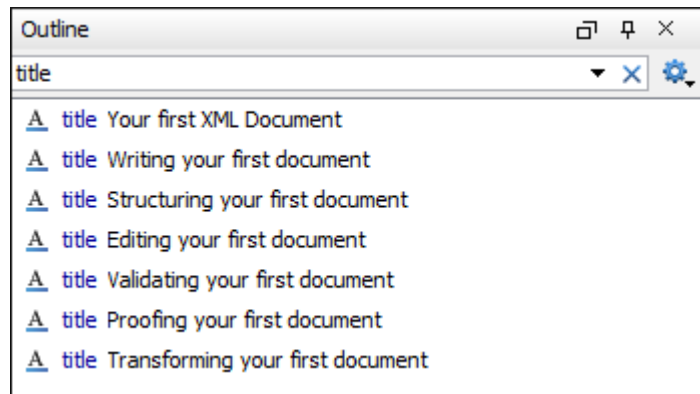 Outline
title
A title Your first XML Document
A title Writing your first document
A title Structuring your first document
A title Editing your first document
A title Validating your first document
A title Proofing your first document
A title Transforming your first document